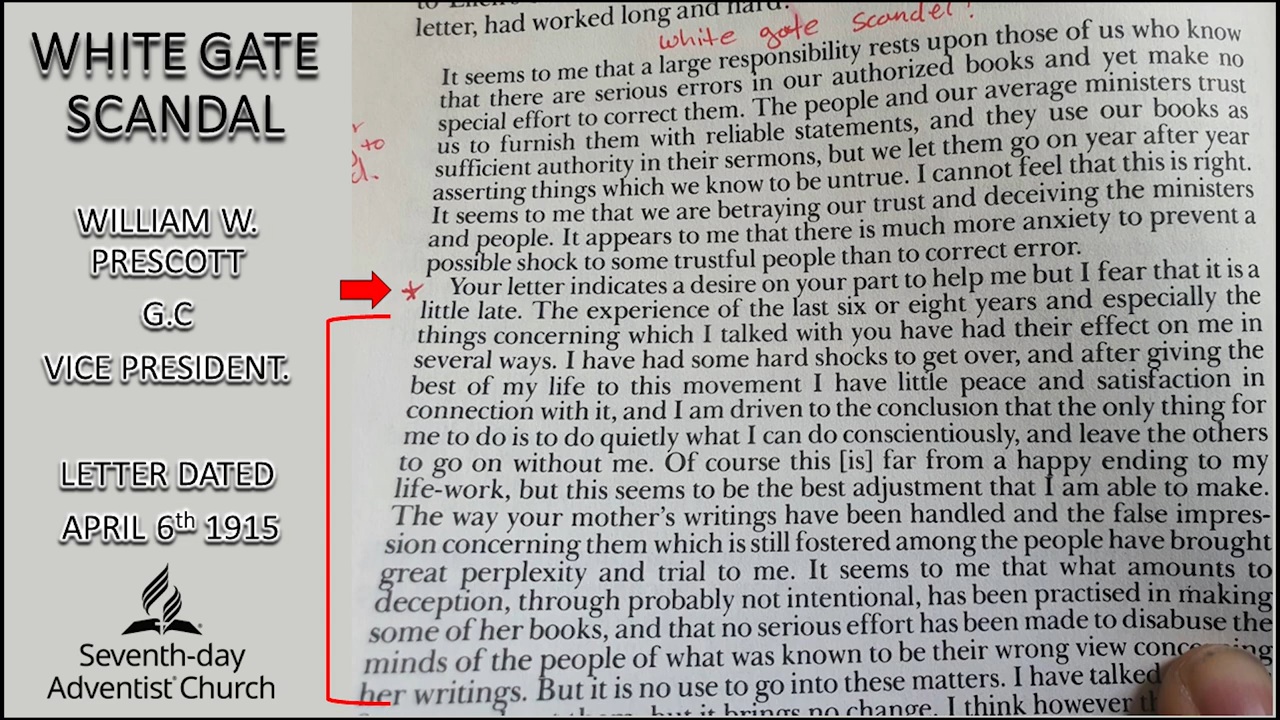 WHITE GATE
SCANDAL
WILLIAM W.
PRESCOTT
G.C
VICE PRESIDENT.
LETTER DATED
APRIL 6th 1915
Seventh-day
Adventist® Church
letter, had worked long and hard.
white gate scandel!
It seems to me that a large responsibility rests upon those of us who know
that there are serious errors in our authorized books and yet make no
special effort to correct them. The people and our average ministers trust
us to furnish them with reliable statements, and they use our books as
sufficient authority in their sermons, but we let them go on year after year
asserting things which we know to be untrue. I cannot feel that this is right.
It seems to me that we are betraying our trust and deceiving the ministers
and people. It appears to me that there is much more anxiety to prevent a
possible shock to some trustful people than to correct error.
Your letter indicates a desire on your part to help me but I fear that it is a
little late. The experience of the last six or eight years and especially the
things concerning which I talked with you have had their effect on me in
several ways. I have had some hard shocks to get over, and after giving the
best of my life to this movement I have little peace and satisfaction in
connection with it, and I am driven to the conclusion that the only thing for
me to do is to do quietly what I can do conscientiously, and leave the others
to go on without me. Of course this [is] far from a happy ending to my
life-work, but this seems to be the best adjustment that I am able to make.
The way your mother's writings have been handled and the false impres-
sion concerning them which is still fostered among the people have brought
great perplexity and trial to me. It seems to me that what amounts to
deception, through probably not intentional, has been practised in making
some of her books, and that no serious effort has been made to disabuse the
minds of the people of what was known to be their wrong view
her writings. But it is no use to go into these matters. I have talked
them, but it brings no change. I think however
to
d.